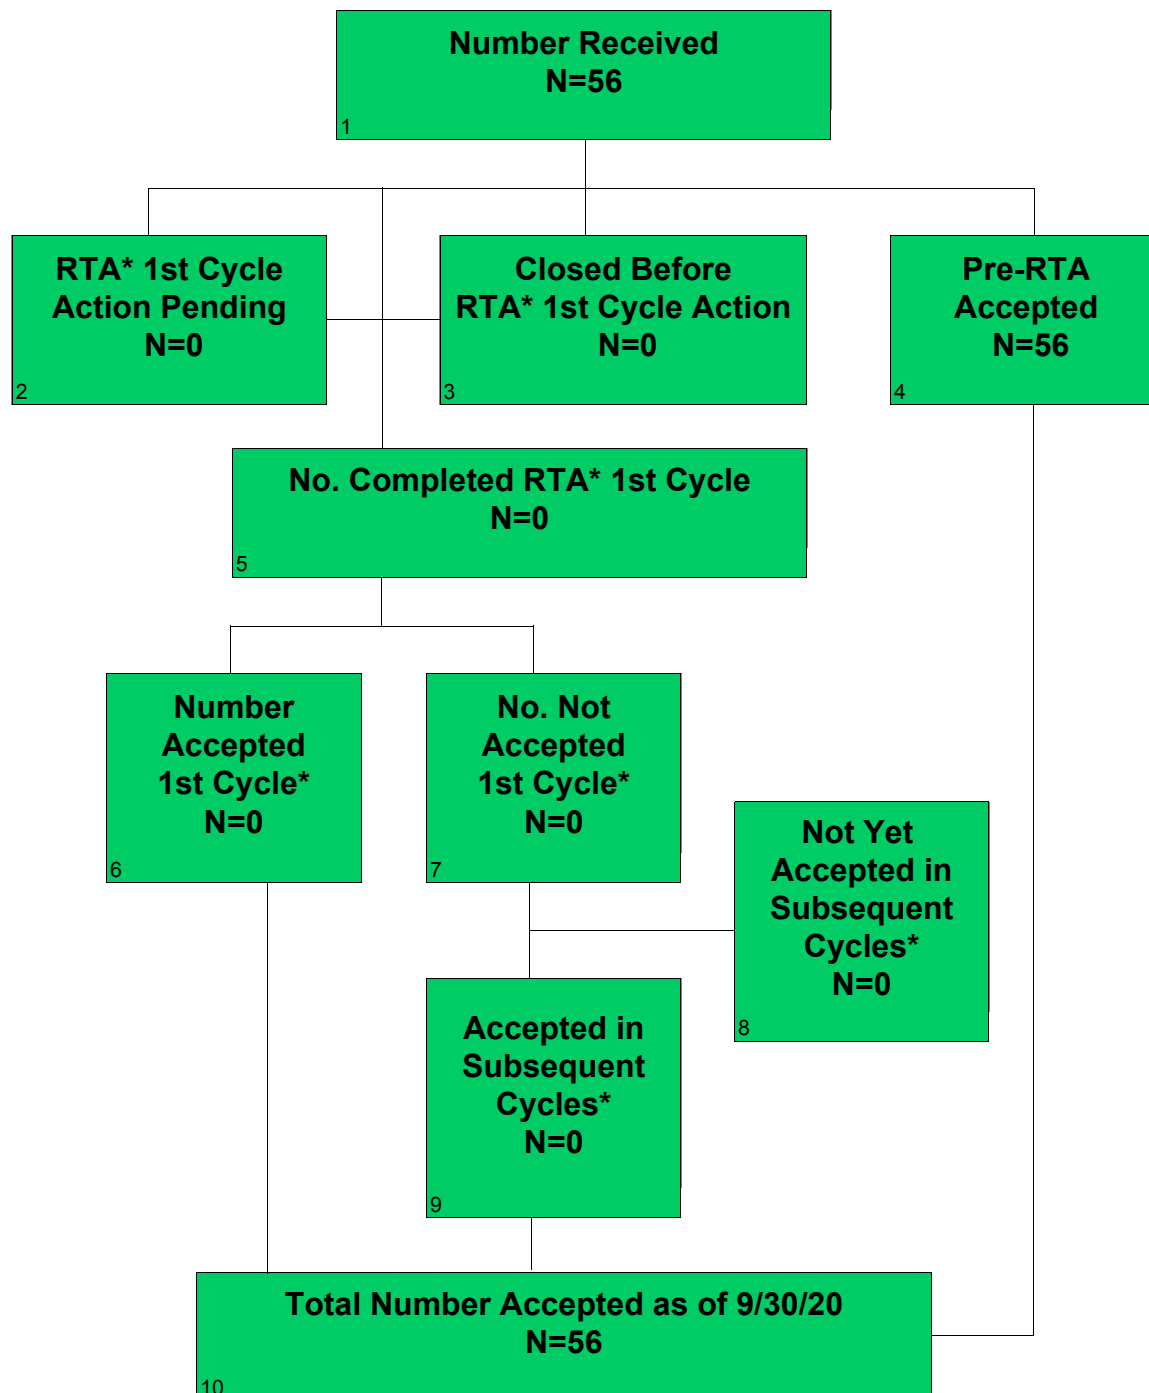 Number Received
N=56
1
RTA* 1st Cycle
Action Pending
N=0
2
Closed Before
RTA* 1st Cycle Action
N=0
3
Pre-RTA
Accepted
N=56
4
No. Completed RTA* 1st Cycle
N=0
5
Number
Accepted
1st Cycle*
N=0
6
No. Not
Accepted
1st Cycle*
N=0
7
Not Yet
Accepted in
Subsequent
Cycles*
N=0
8
Accepted in
Subsequent
Cycles*
N=0
9
Total Number Accepted as of 9/30/20
N=56
10